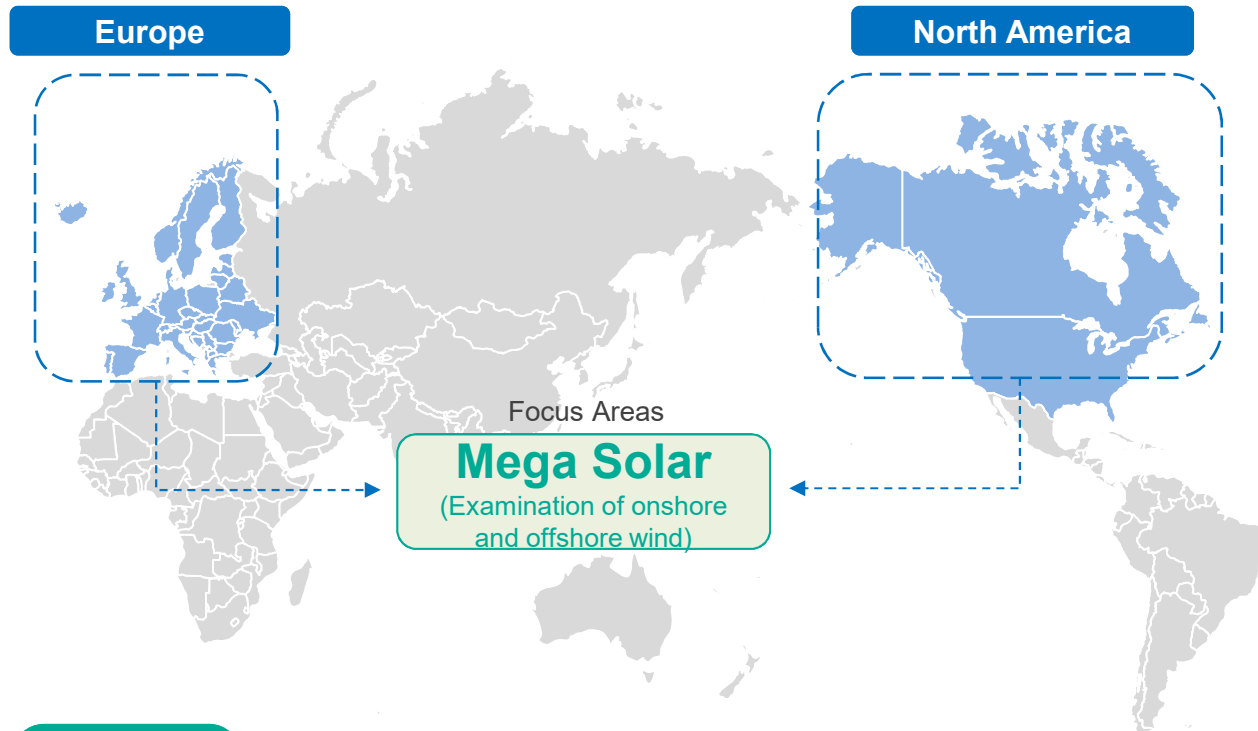 Europe
North America
Focus Areas
Mega Solar
(Examination of onshore
and offshore wind)